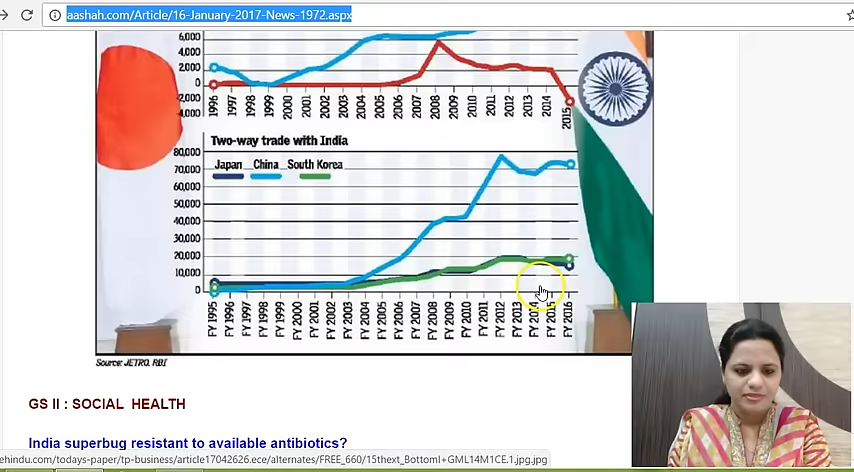 aashah.com/Article/16-January-2017-News-1972.aspx
6,000
4,000
2,000
0
-2,000
-4,000
1996 1997 1998 1999 2000 2001 2002 2003 2004 2005 2006 2007 2008 2009 2010 2011 2012 2013 2014 2015
Two-way trade with India
Japan China South Korea
80,000
70,000
60,000
50,000
40,000
30,000
20,000
10,000
0
FY 1995 FY 1996 FY 1997 FY 1998 FY 1999 FY 2000 FY 2001 FY 2002 FY 2003 FY 2004 FY 2005 FY 2006 FY 2007 FY 2008 FY 2009 FY 2010 FY 2011 FY 2012 FY 2013 FY 2014 FY 2015 FY 2016
Source: JETRO, RBI
GS II : SOCIAL HEALTH
India superbug resistant to available antibiotics?
ehindu.com/todays-paper/tp-business/article17042626.ece/alternates/FREE_660/15thext_BottomI+GML14M1CE.1.jpg.jpg